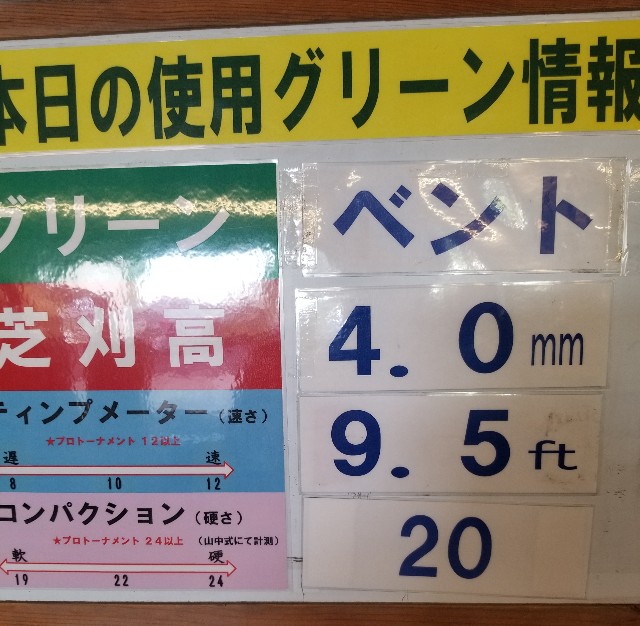 本日の使用グリーン情報
グリーン ベント
芝刈高 4.0mm
ティンプメーター(速さ) 9.5ft
★プロトーナメント 12以上
遅 速
8 10 12
コンパクション(硬さ) 20
★プロトーナメント 24以上 (山中式にて計測)
軟 硬
19 22 24